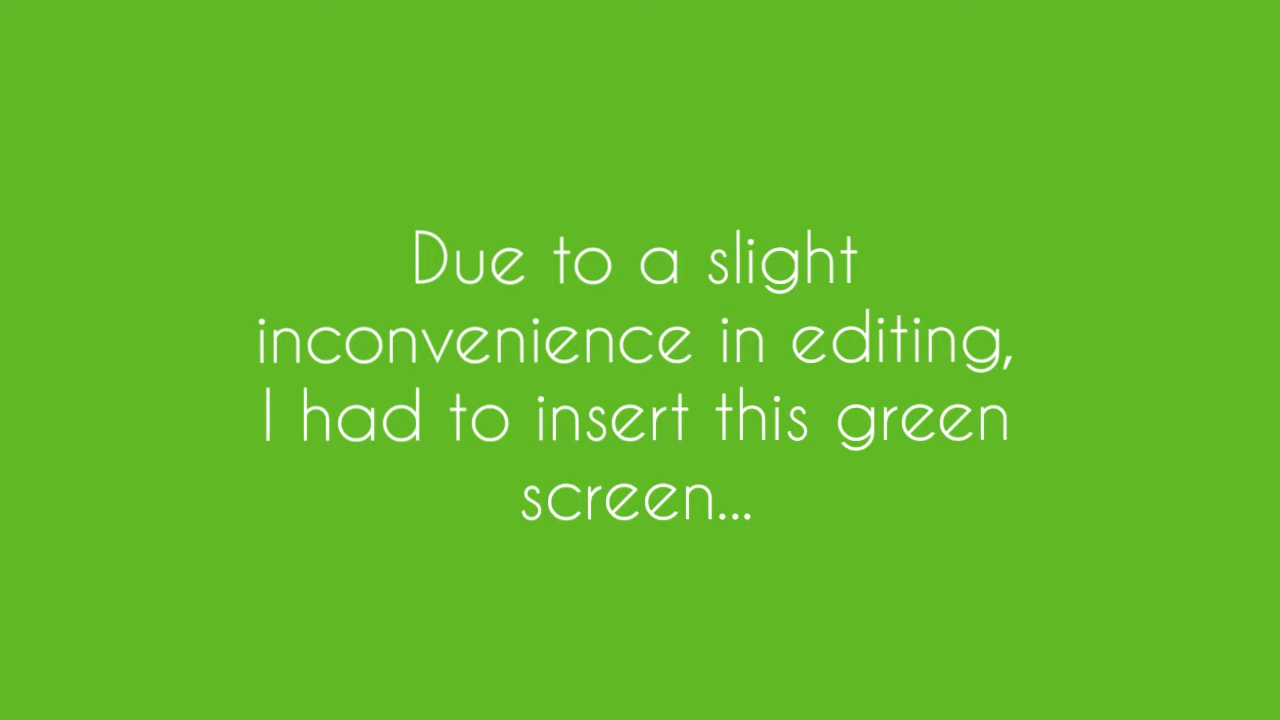 Due to a slight
inconvenience in editing,
I had to insert this green
screen...